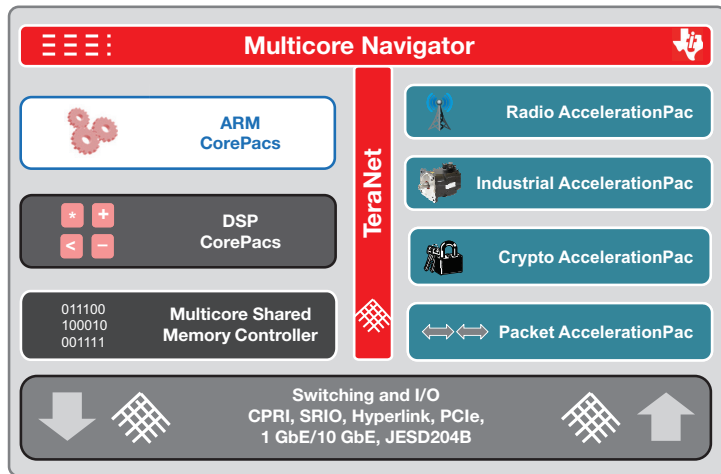 Multicore Navigator
ARM
CorePacs
DSP
CorePacs
* +
< −
011100
100010
001111
Multicore Shared
Memory Controller
TeraNet
Radio AccelerationPac
Industrial AccelerationPac
Crypto AccelerationPac
Packet AccelerationPac
Switching and I/O
CPRI, SRIO, Hyperlink, PCIe,
1 GbE/10 GbE, JESD204B